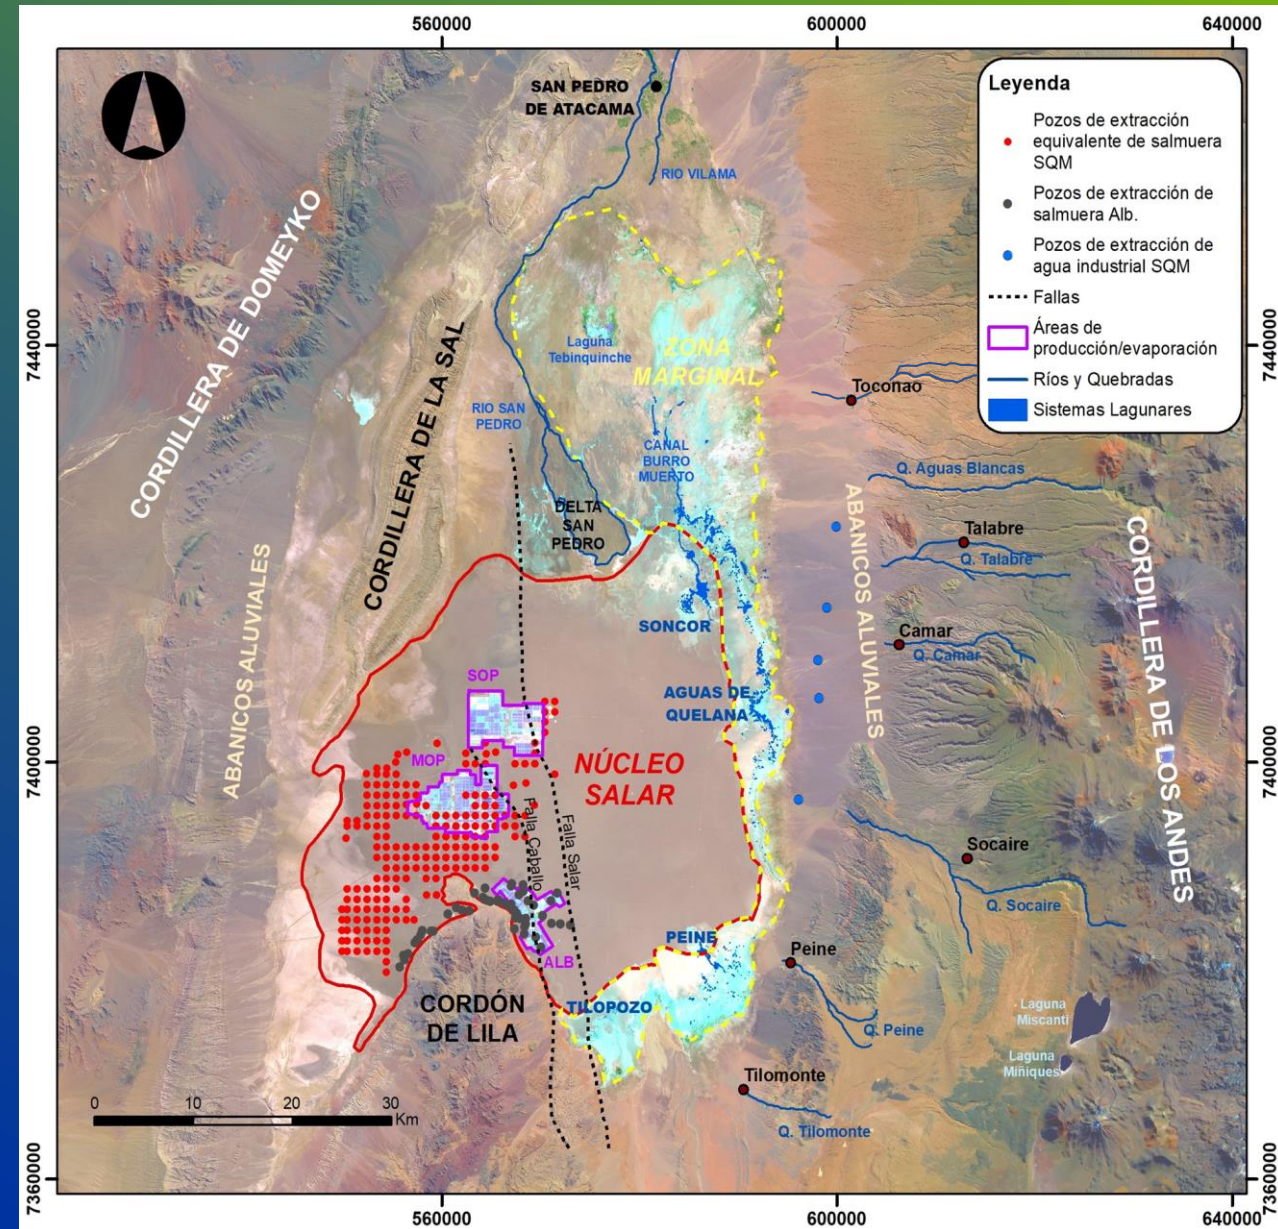 560000
600000
640000
SAN PEDRO
DE ATACAMA
RIO VILAMA
Leyenda
Pozos de extracción
equivalente de salmuera
SQM
Pozos de extracción de
salmuera Alb.
Pozos de extracción de
agua industrial SQM
Fallas
Áreas de
producción/evaporación
Ríos y Quebradas
Sistemas Lagunares
CORDILLERA DE DOMEYKO
CORDILLERA DE LA SAL
7440000
7440000
Laguna
Tebinquinche
ZONA
MARGINAL
Toconao
RIO SAN
PEDRO
CANAL
BURRO
MUERTO
Q. Aguas Blancas
DELTA
SAN
PEDRO
ABANICOS ALUVIALES
Talabre
Q. Talabre
CORDILLERA DE LOS ANDES
ABANICOS ALUVIALES
SONCOR
Camar
Q. Camar
SOP
AGUAS DE
QUELANA
7400000
7400000
MOP
NÚCLEO
SALAR
Falla Caballo
Falla Salar
Socaire
Q. Socaire
PEINE
Peine
ALB
CORDÓN
DE LILA
TILOPOZO
Laguna
Miscanti
Q. Peine
Laguna
Miñiques
Tilomonte
Q. Tilomonte
0
10
20
30
Km
7360000
7360000
560000
600000
640000